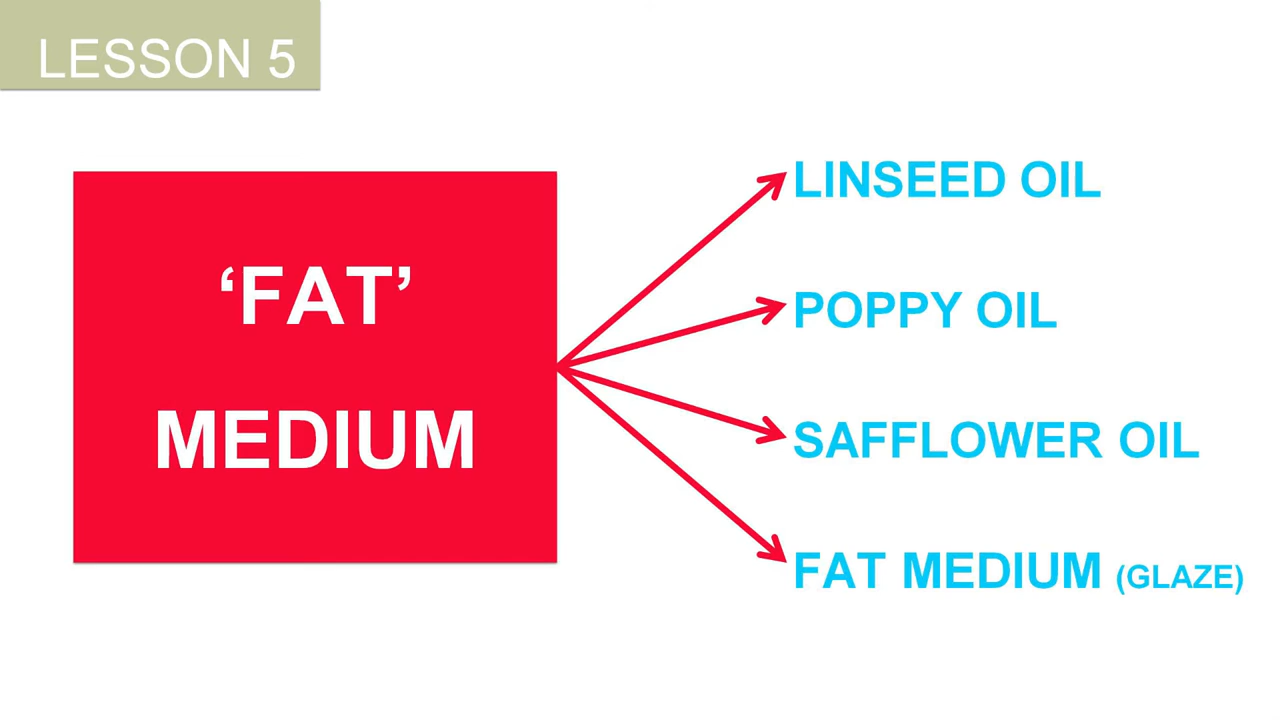 LESSON 5
‘FAT’
MEDIUM
LINSEED OIL
POPPY OIL
SAFFLOWER OIL
FAT MEDIUM (GLAZE)